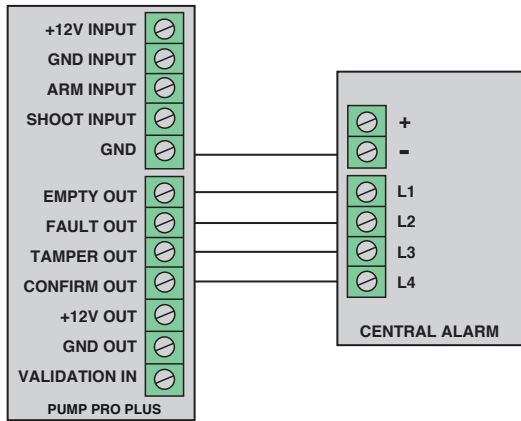 +12V INPUT
GND INPUT
ARM INPUT
SHOOT INPUT
GND
EMPTY OUT
FAULT OUT
TAMPER OUT
CONFIRM OUT
+12V OUT
GND OUT
VALIDATION IN
PUMP PRO PLUS
+
-
L1
L2
L3
L4
CENTRAL ALARM